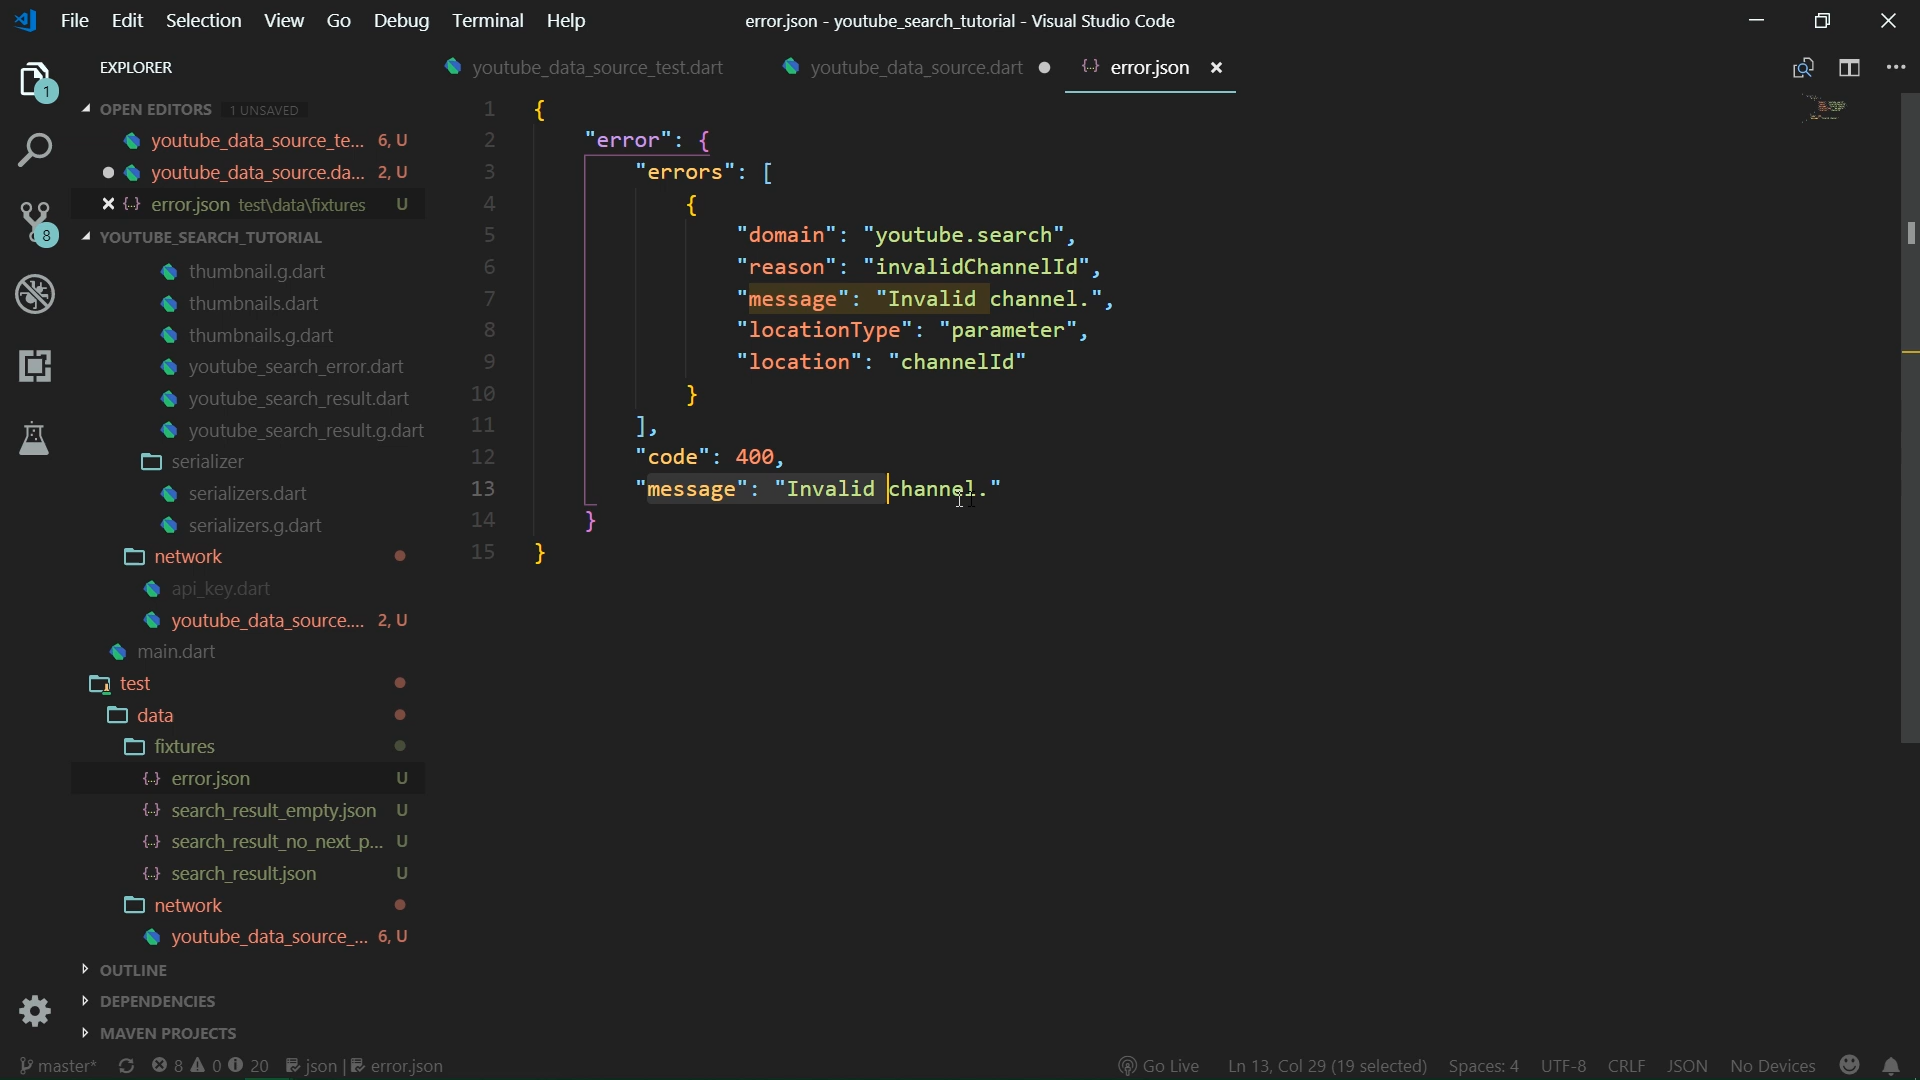 File Edit Selection View Go Debug Terminal Help
error.json - youtube_search_tutorial - Visual Studio Code
EXPLORER
1
OPEN EDITORS 1 UNSAVED
youtube_data_source_te... 6, U
youtube_data_source.da... 2, U
error.json test\data\fixtures U
8
YOUTUBE_SEARCH_TUTORIAL
thumbnail.g.dart
thumbnails.dart
thumbnails.g.dart
youtube_search_error.dart
youtube_search_result.dart
youtube_search_result.g.dart
serializer
serializers.dart
serializers.g.dart
network
api_key.dart
youtube_data_source.... 2, U
main.dart
test
data
fixtures
error.json U
search_result_empty.json U
search_result_no_next_p... U
search_result.json U
network
youtube_data_source_... 6, U
OUTLINE
DEPENDENCIES
MAVEN PROJECTS
youtube_data_source_test.dart youtube_data_source.dart error.json
1 {
2 "error": {
3 "errors": [
4 {
5 "domain": "youtube.search",
6 "reason": "invalidChannelId",
7 "message": "Invalid channel.",
8 "locationType": "parameter",
9 "location": "channelId"
10 }
11 ],
12 "code": 400,
13 "message": "Invalid channel."
14 }
15 }
master* 8 0 20 json | error.json Go Live Ln 13, Col 29 (19 selected) Spaces: 4 UTF-8 CRLF JSON No Devices